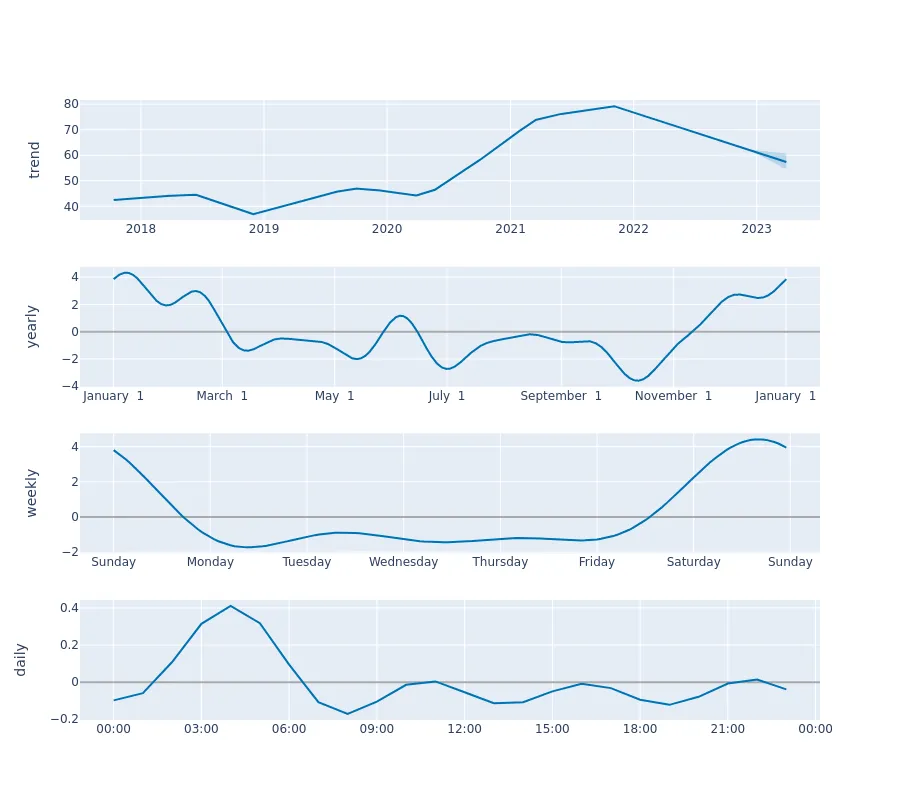 trend
80
70
60
50
40
2018 2019 2020 2021 2022 2023
yearly
4
2
0
−2
−4
January 1 March 1 May 1 July 1 September 1 November 1 January 1
weekly
4
2
0
−2
Sunday Monday Tuesday Wednesday Thursday Friday Saturday Sunday
daily
0.4
0.2
0
−0.2
00:00 03:00 06:00 09:00 12:00 15:00 18:00 21:00 00:00